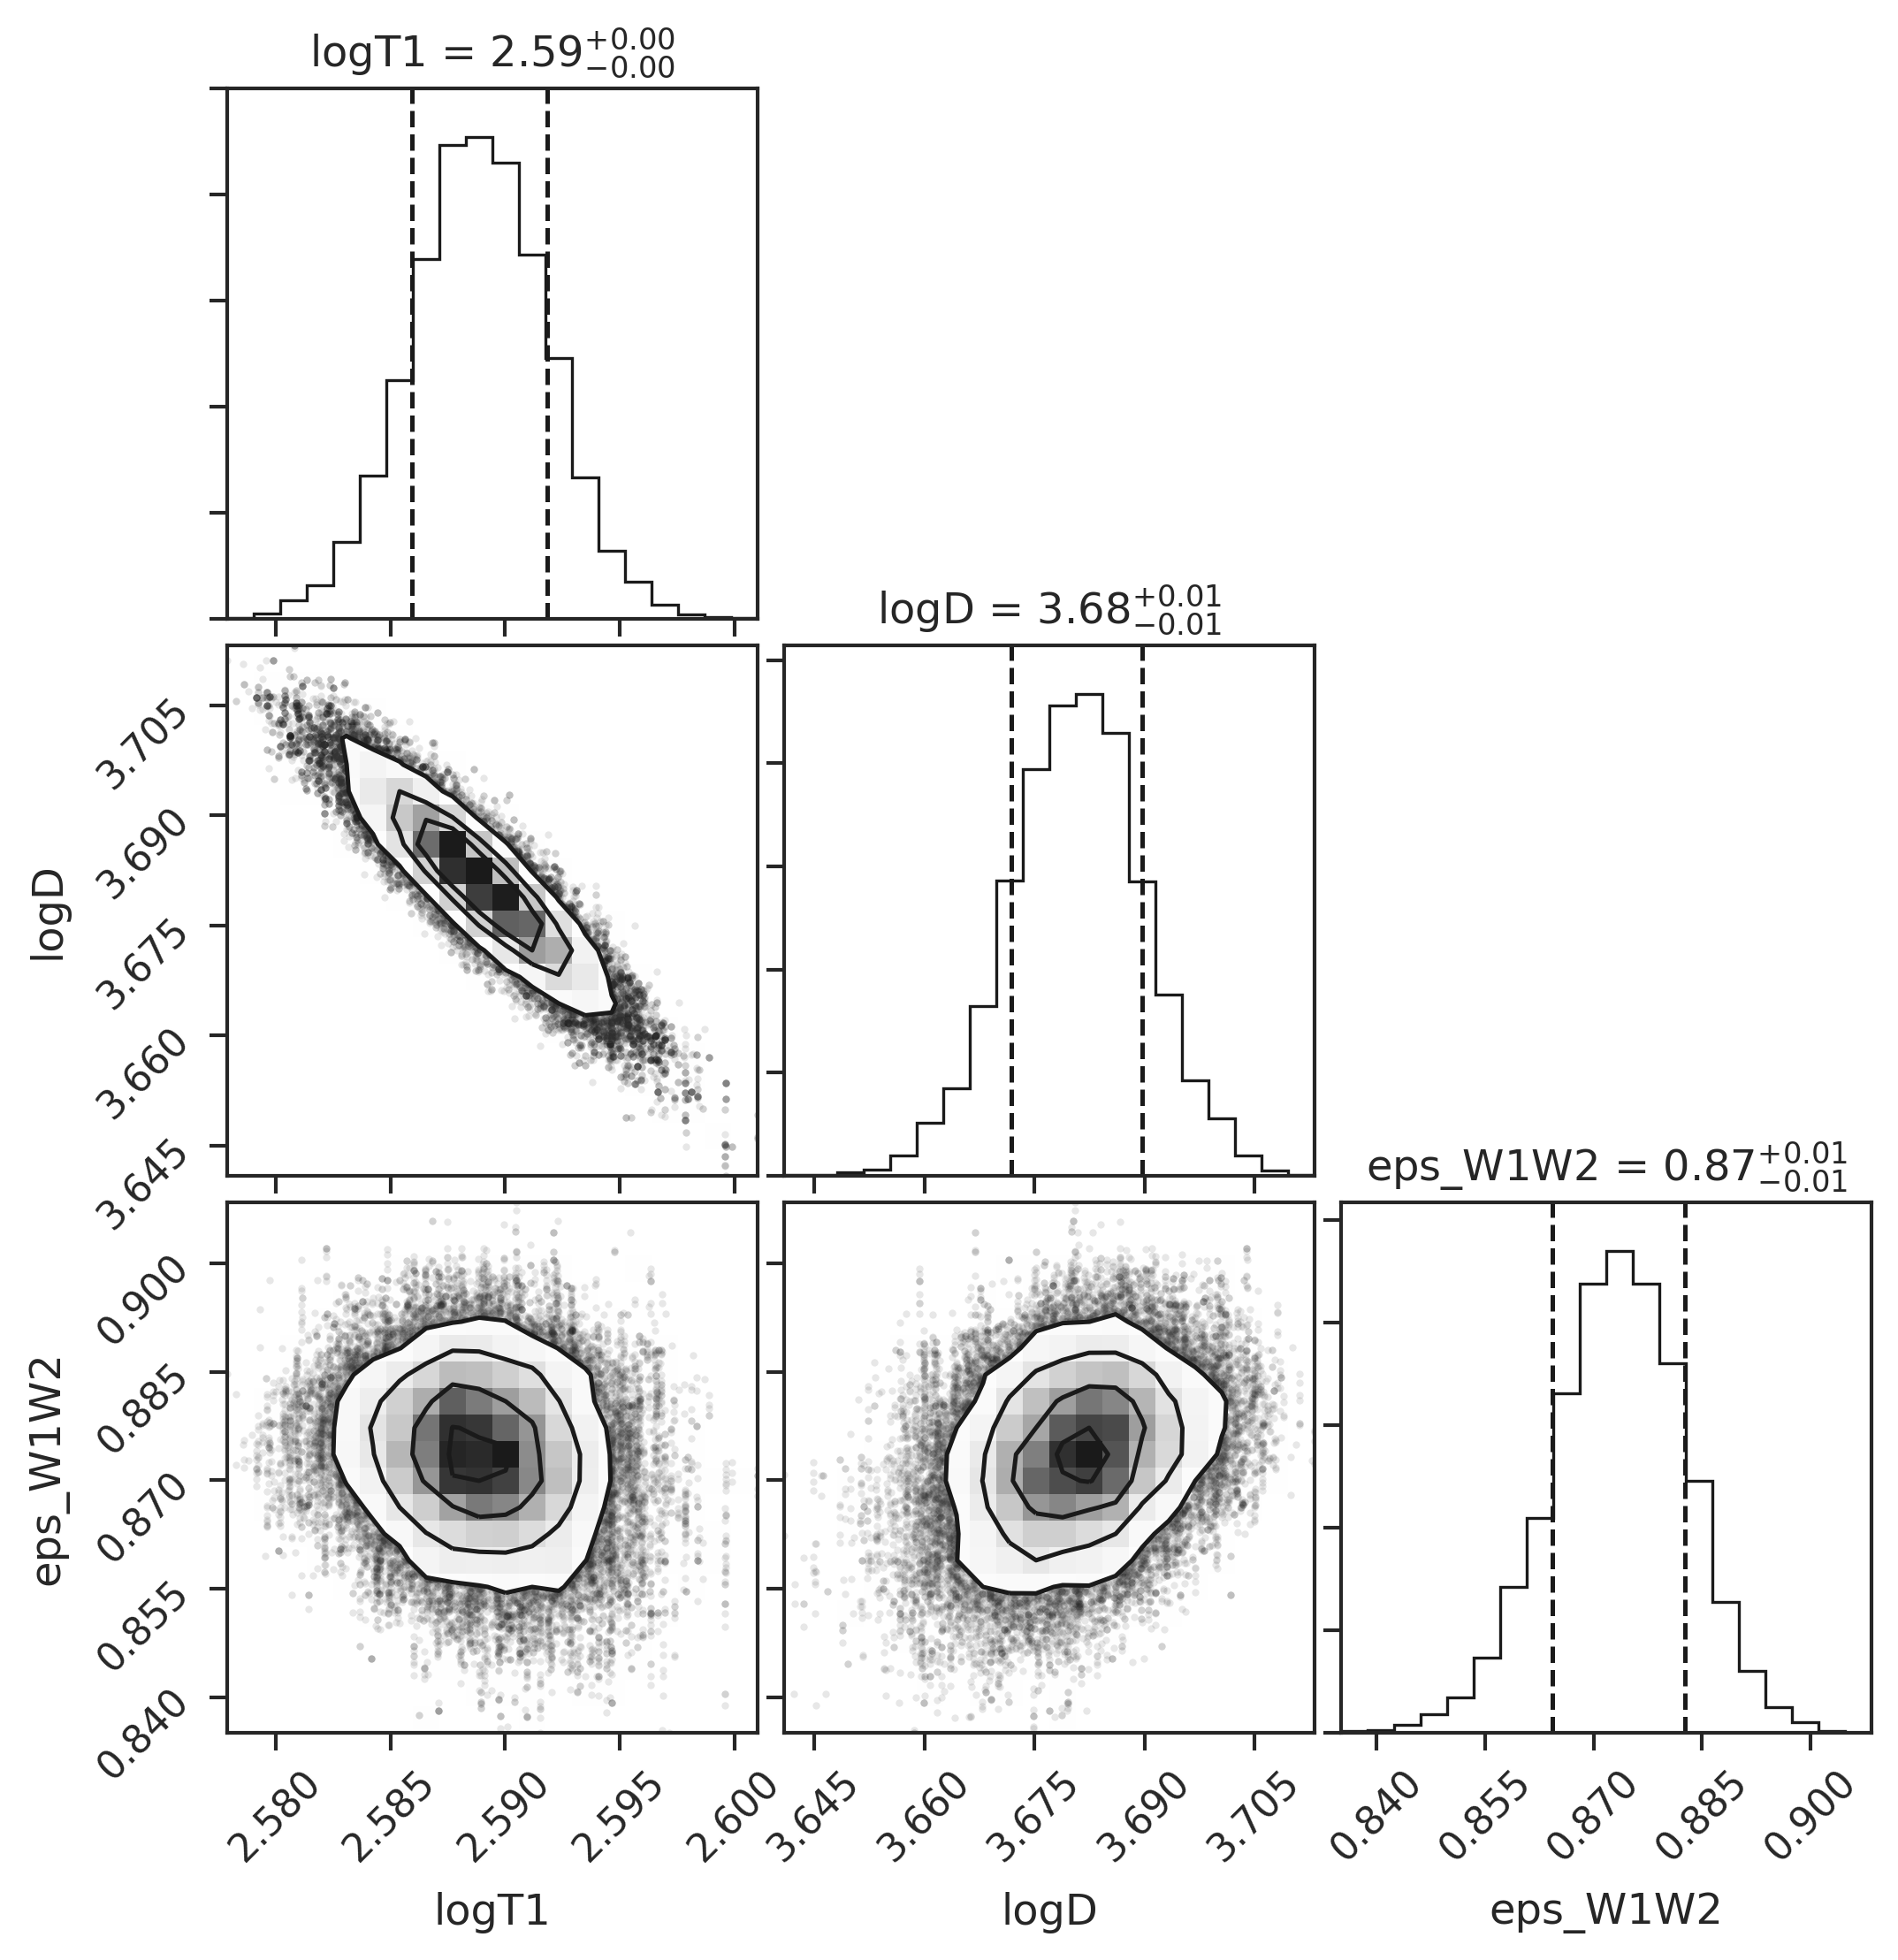 logT1 = 2.59+0.00−0.00
logD = 3.68+0.01−0.01
3.705
3.690
3.675
3.660
3.645
logD
eps_W1W2 = 0.87+0.01−0.01
0.900
0.885
0.870
0.855
0.840
eps_W1W2
2.580 2.585 2.590 2.595 2.600
3.645 3.660 3.675 3.690 3.705
0.840 0.855 0.870 0.885 0.900
logT1 logD eps_W1W2